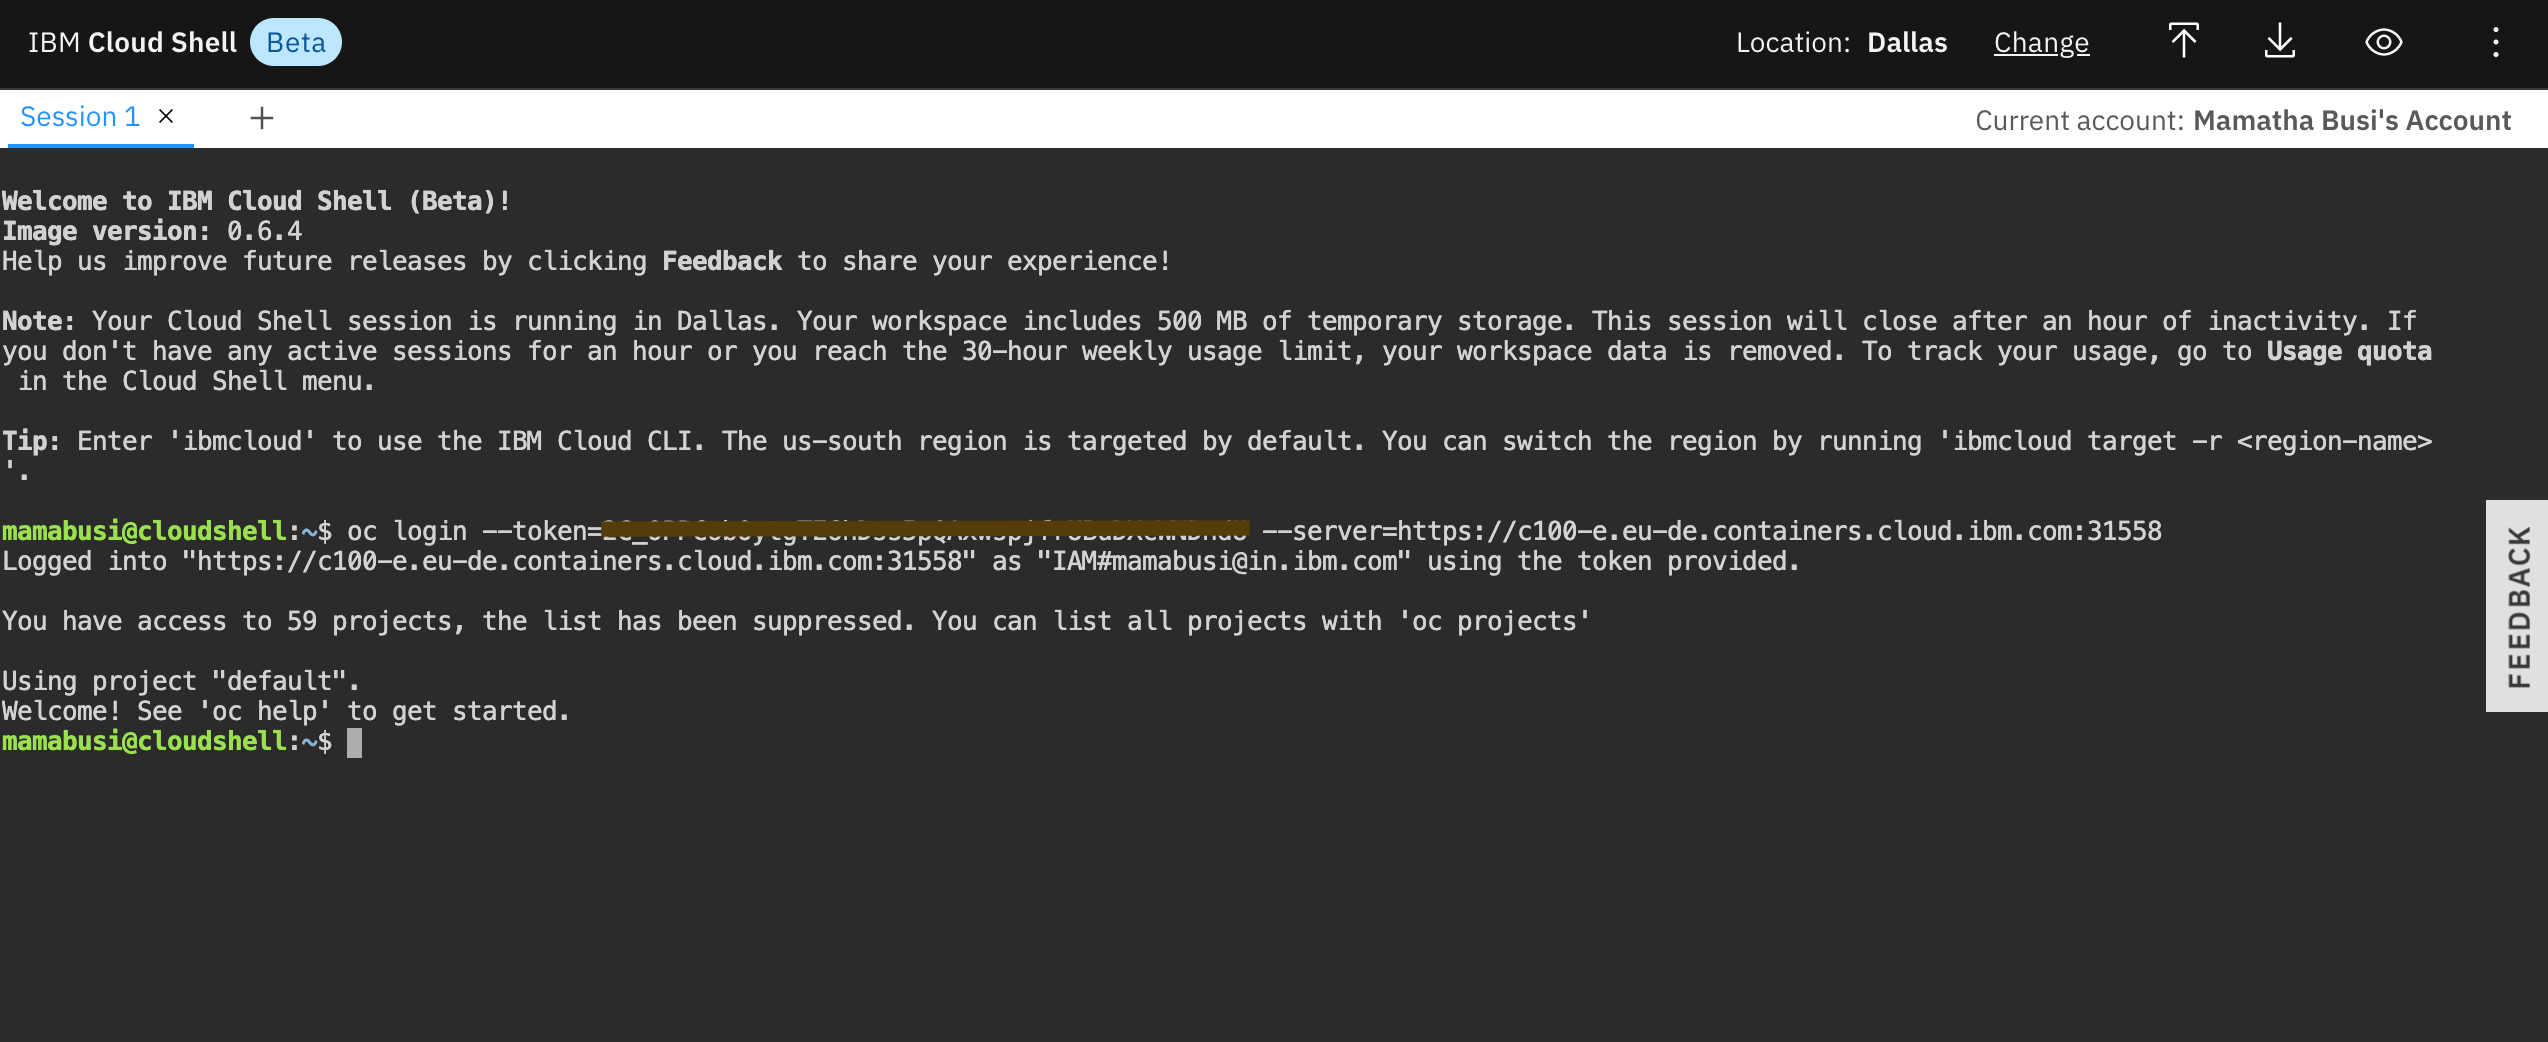 IBM Cloud Shell Beta
Location: Dallas Change
Session 1 × +
Current account: Mamatha Busi's Account
Welcome to IBM Cloud Shell (Beta)!
Image version: 0.6.4
Help us improve future releases by clicking Feedback to share your experience!
Note: Your Cloud Shell session is running in Dallas. Your workspace includes 500 MB of temporary storage. This session will close after an hour of inactivity. If
you don't have any active sessions for an hour or you reach the 30-hour weekly usage limit, your workspace data is removed. To track your usage, go to Usage quota
in the Cloud Shell menu.
Tip: Enter 'ibmcloud' to use the IBM Cloud CLI. The us-south region is targeted by default. You can switch the region by running 'ibmcloud target -r <region-name>
'.
mamabusi@cloudshell:~$ oc login --token= --server=https://c100-e.eu-de.containers.cloud.ibm.com:31558
Logged into "https://c100-e.eu-de.containers.cloud.ibm.com:31558" as "IAM#mamabusi@in.ibm.com" using the token provided.
You have access to 59 projects, the list has been suppressed. You can list all projects with 'oc projects'
Using project "default".
Welcome! See 'oc help' to get started.
mamabusi@cloudshell:~$
FEEDBACK